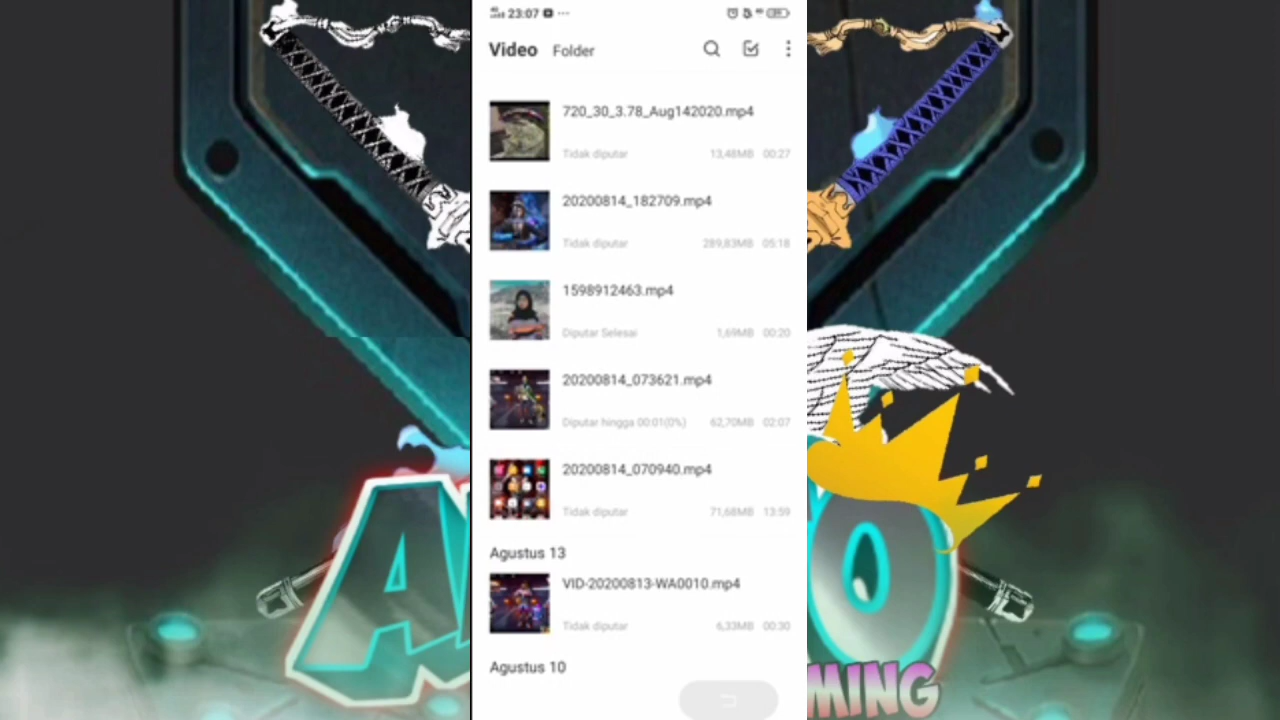 23:07
Video Folder
720_30_3.78_Aug142020.mp4
Tidak diputar 13,48MB 00:27
20200814_182709.mp4
Tidak diputar 289,83MB 05:18
1598912463.mp4
Diputar Selesai 1,69MB 00:20
20200814_073621.mp4
Diputar hingga 00:01(0%) 62,70MB 02:07
20200814_070940.mp4
Tidak diputar 71,68MB 13:59
Agustus 13
VID-20200813-WA0010.mp4
Tidak diputar 6,33MB 00:30
Agustus 10
A
O
MING